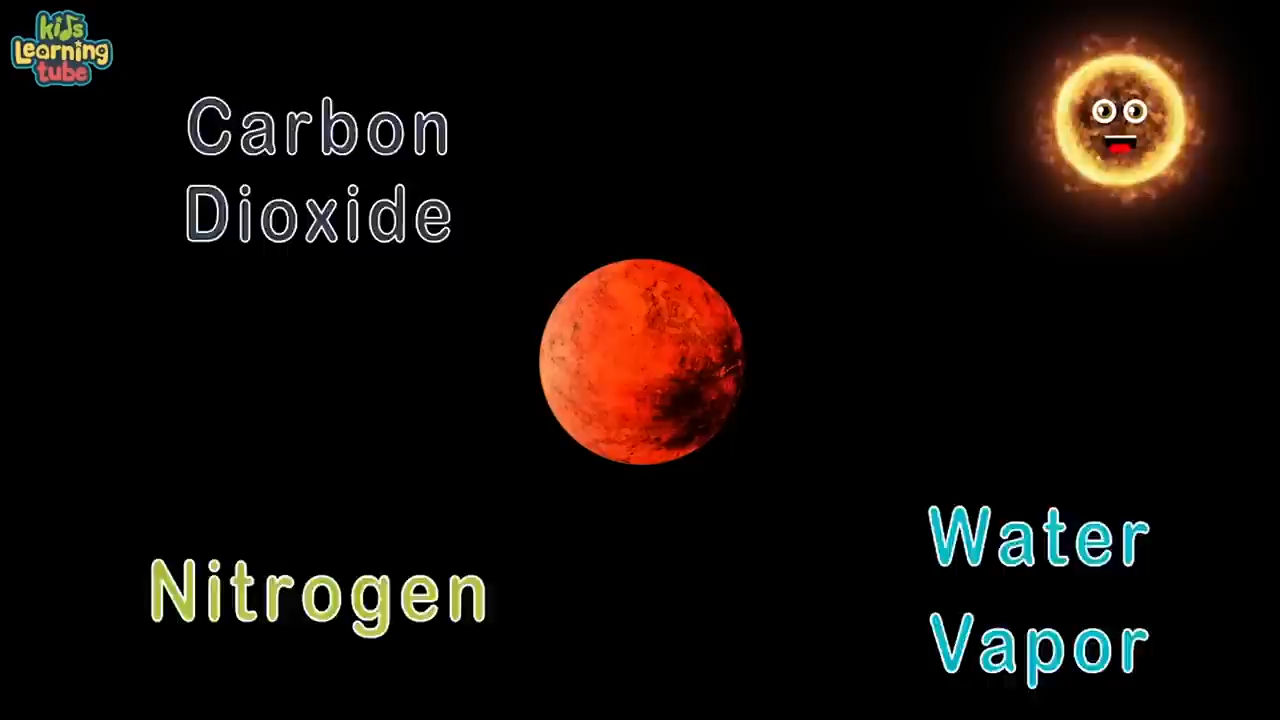 kids
Learning
tube
Carbon
Dioxide
Nitrogen
Water
Vapor